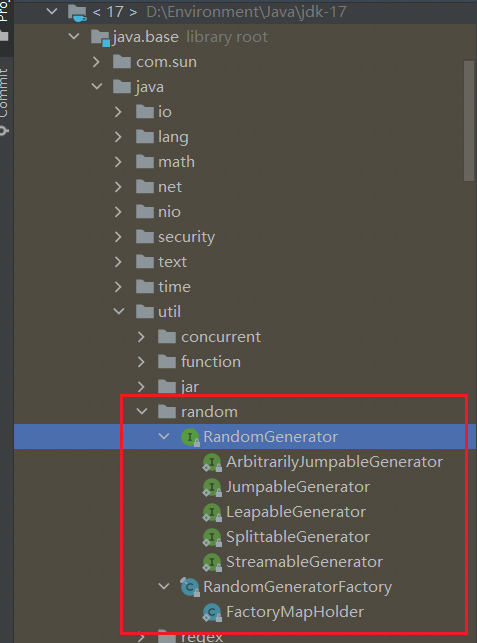 < 17 > D:\Environment\Java\jdk-17
java.base library root
com.sun
java
io
lang
math
net
nio
security
text
time
util
concurrent
function
jar
random
RandomGenerator
ArbitrarilyJumpableGenerator
JumpableGenerator
LeapableGenerator
SplittableGenerator
StreamableGenerator
RandomGeneratorFactory
FactoryMapHolder
regex
Commit